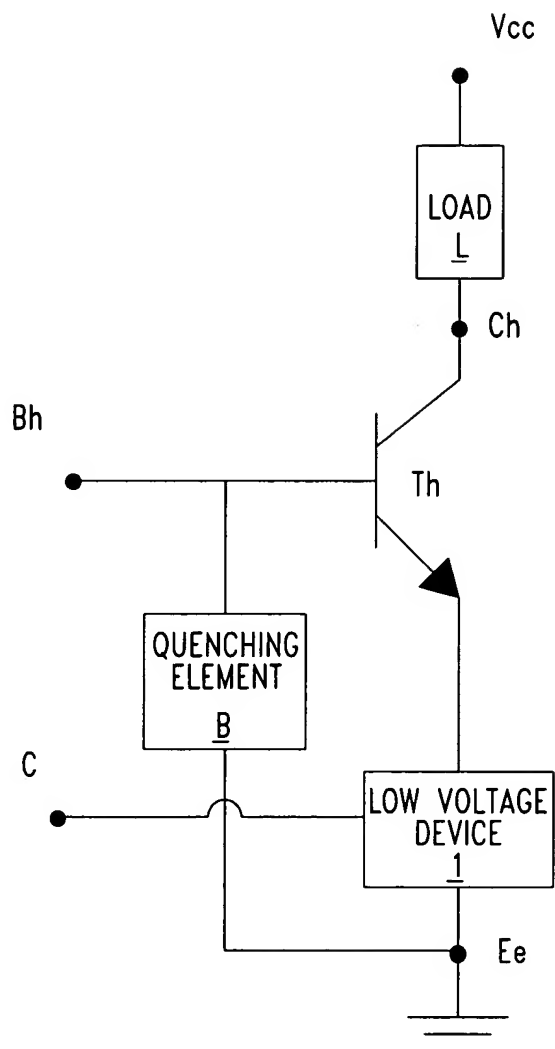 Vcc
LOAD
L
Ch
Bh
Th
QUENCHING
ELEMENT
B
C
LOW VOLTAGE
DEVICE
1
Ee